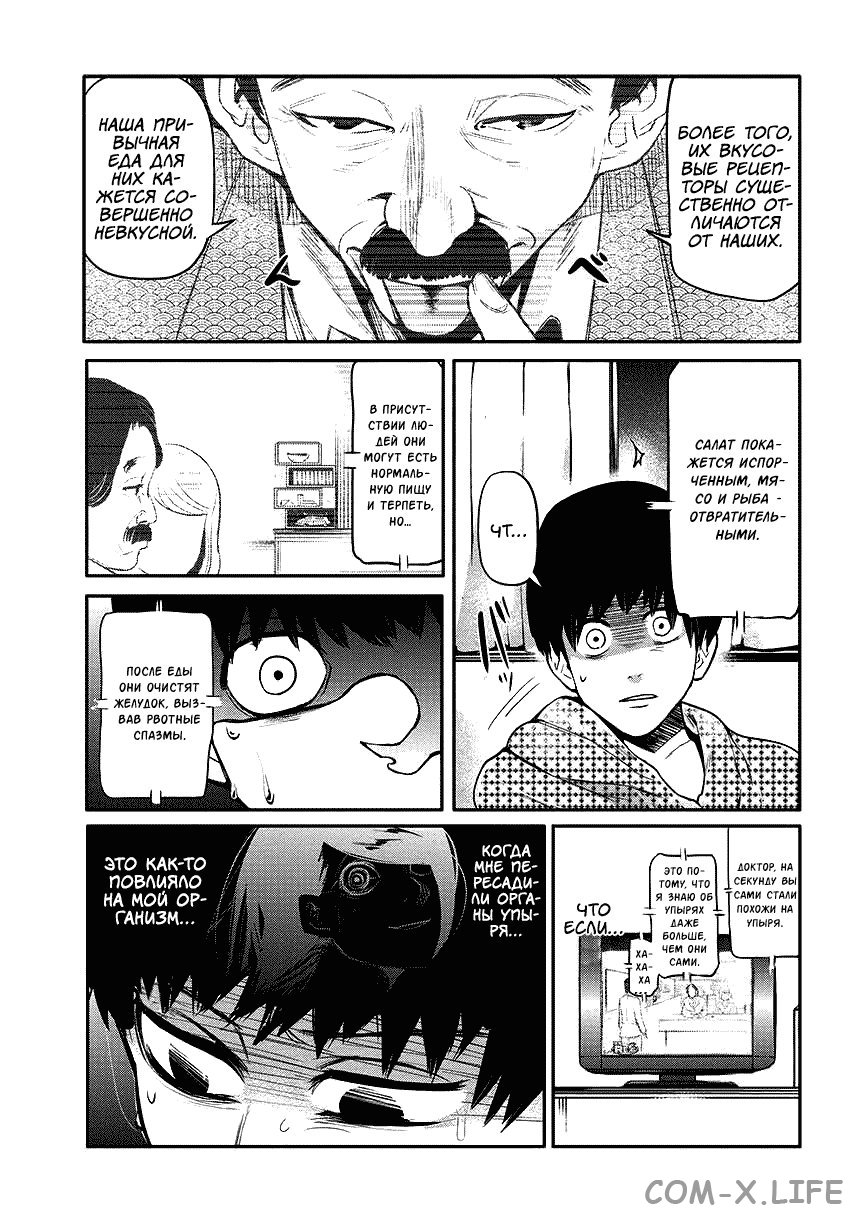 БОЛЕЕ ТОГО,
ИХ ВКУСО-
ВЫЕ РЕЦЕП-
ТОРЫ СУЩЕ-
СТВЕННО ОТ-
ЛИЧАЮТСЯ
ОТ НАШИХ.
НАША ПРИ-
ВЫЧНАЯ
ЕДА ДЛЯ
НИХ КА-
ЖЕТСЯ СО-
ВЕРШЕННО
НЕВКУСНОЙ.
べ
ん
САЛАТ ПОКА-
ЖЕТСЯ ИСПОР-
ЧЕННЫМ, МЯ-
СО И РЫБА -
ОТВРАТИТЕЛЬ-
НЫМИ.
ЧТ...
В ПРИСУТ-
СТВИИ ЛЮ-
ДЕЙ ОНИ
МОГУТ ЕСТЬ
НОРМАЛЬ-
НУЮ ПИЩУ
И ТЕРПЕТЬ,
НО...
ПОСЛЕ ЕДЫ
ОНИ ОЧИСТЯТ
ЖЕЛУДОК, ВЫЗ-
ВАВ РВОТНЫЕ
СПАЗМЫ.
ДОКТОР, НА
СЕКУНДУ ВЫ
САМИ СТАЛИ
ПОХОЖИ НА
УПЫРЯ.
ЭТО ПО-
ТОМУ, ЧТО
Я ЗНАЮ ОБ
УПЫРЯХ
ДАЖЕ
БОЛЬШЕ,
ЧЕМ ОНИ
САМИ.
ХА-
ХА-
ХА
ЧТО
ЕСЛИ...
КОГДА
МНЕ ПЕ-
РЕСАДИ-
ЛИ ОРГА-
НЫ УПЫ-
РЯ...
ЭТО КАК-ТО
ПОВЛИЯЛО
НА МОЙ ОР-
ГАНИЗМ...
COM-X.LIFE